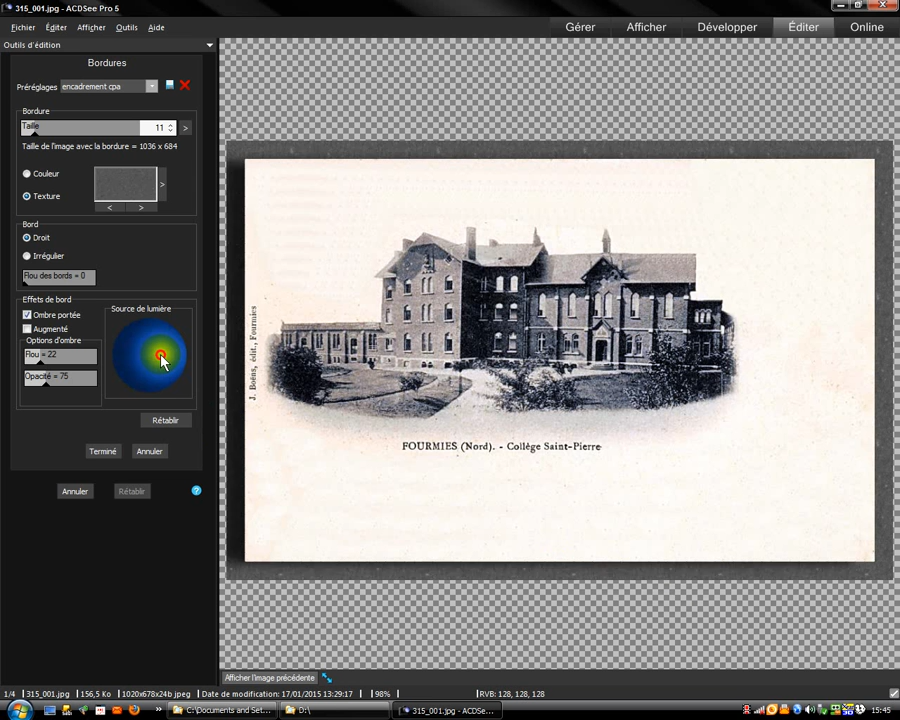 315_001.jpg - ACDSee Pro 5
Fichier Éditer Afficher Outils Aide
Gérer Afficher Développer Éditer Online
Outils d'édition
Bordures
Préréglages encadrement cpa
Bordure
Taille 11 >
Taille de l'image avec la bordure = 1036 x 684
Couleur
Texture >
< >
Bord
Droit
Irrégulier
Flou des bords = 0
Effets de bord
Ombre portée
Source de lumière
Augmenté
Options d'ombre
Flou = 22
Opacité = 75
Rétablir
Terminé Annuler
Annuler Rétablir ?
J. Boëns, édit., Fourmies
FOURMIES (Nord). - Collège Saint-Pierre
Afficher l'image précédente
1/4 315_001.jpg 156,5 Ko 1020x678x24b jpeg Date de modification: 17/01/2015 13:29:17 98% RVB: 128, 128, 128
» C:\Documents and Set... D:\ 315_001.jpg - ACDSe... 15:45